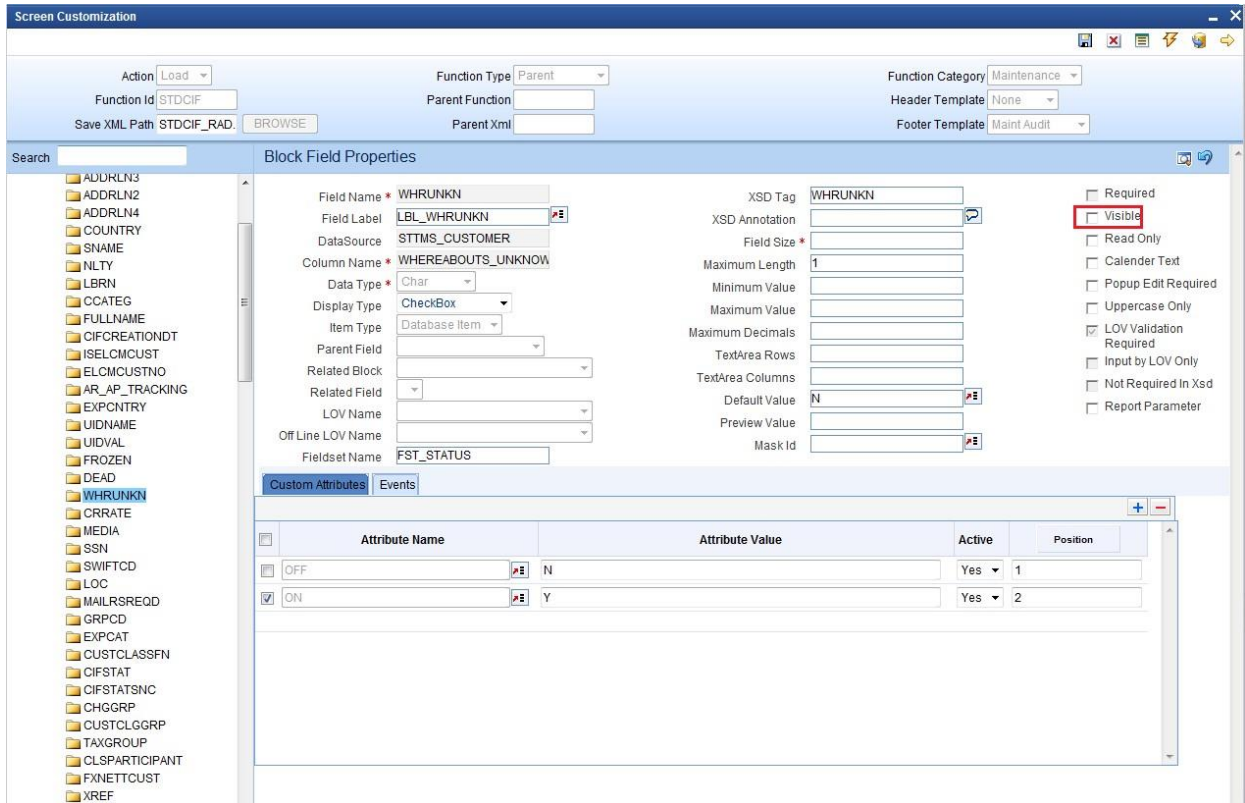 Screen Customization
Action Load
Function Type Parent
Function Category Maintenance
Function Id STDCIF
Parent Function
Header Template None
Save XML Path STDCIF_RAD. BROWSE
Parent Xml
Footer Template Maint Audit
Search
ADDRLN3
ADDRLN2
ADDRLN4
COUNTRY
SNAME
NLTY
LBRN
CCATEG
FULLNAME
CIFCREATIONDT
ISELCMCUST
ELCMCUSTNO
AR_AP_TRACKING
EXPCNTRY
UIDNAME
UIDVAL
FROZEN
DEAD
WHRUNKN
CRRATE
MEDIA
SSN
SWIFTCD
LOC
MAILRSREQD
GRPCD
EXPCAT
CUSTCLASSFN
CIFSTAT
CIFSTATSNC
CHGGRP
CUSTCLGGRP
TAXGROUP
CLSPARTICIPANT
FXNETTCUST
XREF
Block Field Properties
Field Name * WHRUNKN
Field Label LBL_WHRUNKN
DataSource STTMS_CUSTOMER
Column Name * WHEREABOUTS_UNKNOW
Data Type * Char
Display Type CheckBox
Item Type Database Item
Parent Field
Related Block
Related Field
LOV Name
Off Line LOV Name
Fieldset Name FST_STATUS
XSD Tag WHRUNKN
XSD Annotation
Field Size *
Maximum Length 1
Minimum Value
Maximum Value
Maximum Decimals
TextArea Rows
TextArea Columns
Default Value N
Preview Value
Mask Id
Required
Visible
Read Only
Calender Text
Popup Edit Required
Uppercase Only
LOV Validation
Required
Input by LOV Only
Not Required In Xsd
Report Parameter
Custom Attributes Events
Attribute Name Attribute Value Active Position
OFF N Yes 1
ON Y Yes 2